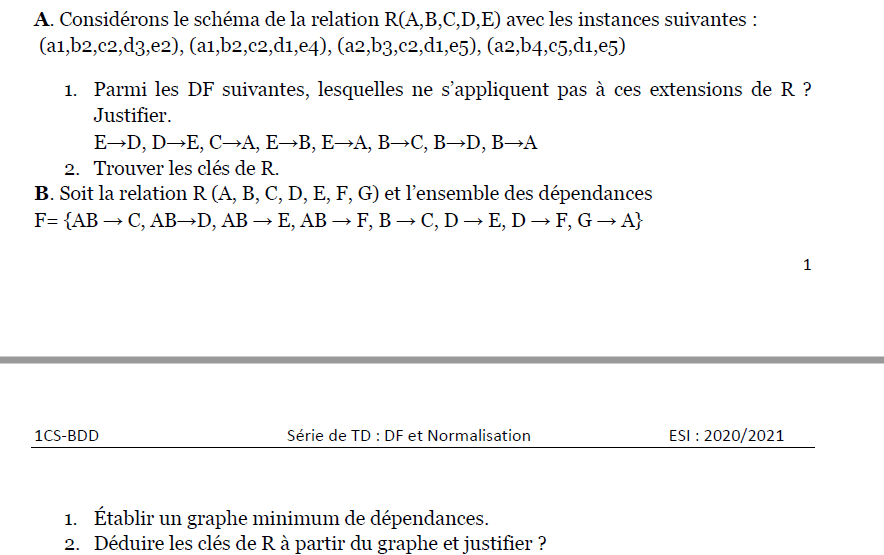 A. Considérons le schéma de la relation R(A,B,C,D,E) avec les instances suivantes :
(a1,b2,c2,d3,e2), (a1,b2,c2,d1,e4), (a2,b3,c2,d1,e5), (a2,b4,c5,d1,e5)
1. Parmi les DF suivantes, lesquelles ne s’appliquent pas à ces extensions de R ?
Justifier.
E→D, D→E, C→A, E→B, E→A, B→C, B→D, B→A
2. Trouver les clés de R.
B. Soit la relation R (A, B, C, D, E, F, G) et l’ensemble des dépendances
F= {AB → C, AB→D, AB → E, AB → F, B → C, D → E, D → F, G → A}
1
1CS-BDD Série de TD : DF et Normalisation ESI : 2020/2021
1. Établir un graphe minimum de dépendances.
2. Déduire les clés de R à partir du graphe et justifier ?